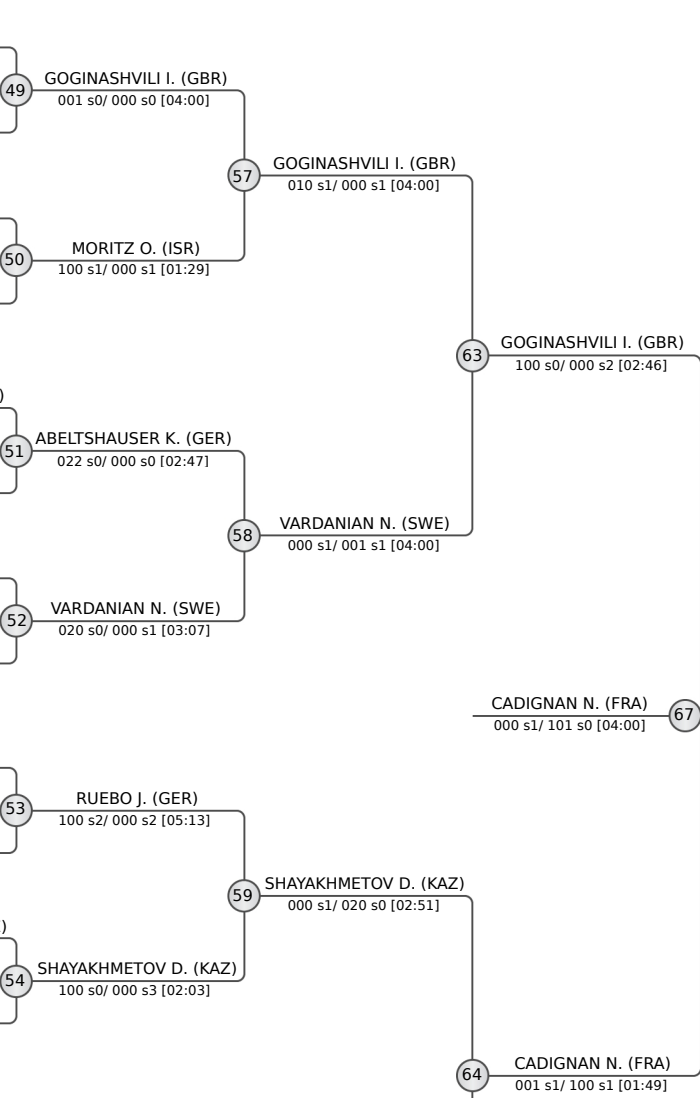 49
GOGINASHVILI I. (GBR)
001 s0/ 000 s0 [04:00]
57
GOGINASHVILI I. (GBR)
010 s1/ 000 s1 [04:00]
50
MORITZ O. (ISR)
100 s1/ 000 s1 [01:29]
63
GOGINASHVILI I. (GBR)
100 s0/ 000 s2 [02:46]
)
51
ABELTSHAUSER K. (GER)
022 s0/ 000 s0 [02:47]
58
VARDANIAN N. (SWE)
000 s1/ 001 s1 [04:00]
52
VARDANIAN N. (SWE)
020 s0/ 000 s1 [03:07]
CADIGNAN N. (FRA)
000 s1/ 101 s0 [04:00]
67
53
RUEBO J. (GER)
100 s2/ 000 s2 [05:13]
59
SHAYAKHMETOV D. (KAZ)
000 s1/ 020 s0 [02:51]
)
54
SHAYAKHMETOV D. (KAZ)
100 s0/ 000 s3 [02:03]
64
CADIGNAN N. (FRA)
001 s1/ 100 s1 [01:49]